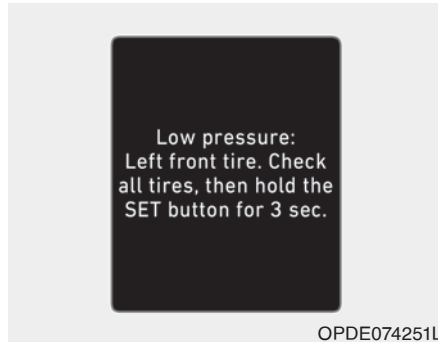 Low pressure:
Left front tire. Check
all tires, then hold the
SET button for 3 sec.
OPDE074251L